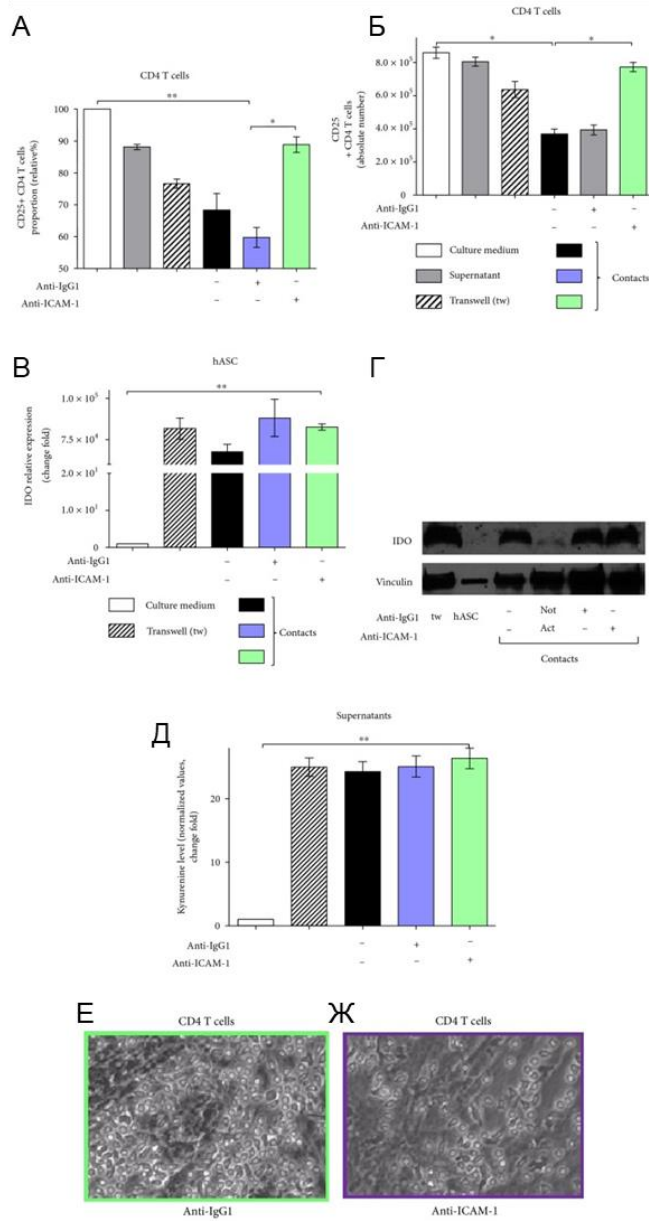 А
CD4 T cells
**
*
100
90
80
70
60
50
CD25+ CD4 T cells
proportion (relative%)
Anti-IgG1
– + –
Anti-ICAM-1
– – +
Б
CD4 T cells
*
*
8.0 × 10⁵
6.0 × 10⁵
4.0 × 10⁵
2.0 × 10⁵
0
CD25
+ CD4 T cells
(absolute number)
Anti-IgG1
– + –
Anti-ICAM-1
– – +
Culture medium
Supernatant
Transwell (tw)
Contacts
В
hASC
**
1.0 × 10⁵
7.5 × 10⁴
2.0 × 10¹
1.0 × 10¹
0
IDO relative expression
(change fold)
Anti-IgG1
– + –
Anti-ICAM-1
– – +
Culture medium
Transwell (tw)
Contacts
Г
IDO
Vinculin
Anti-IgG1 tw hASC – Not + –
Anti-ICAM-1 – Act – +
Contacts
Д
Supernatants
**
20
10
0
Kynurenine level (normalized values,
change fold)
Anti-IgG1
– + –
Anti-ICAM-1
– – +
Е
CD4 T cells
Anti-IgG1
Ж
CD4 T cells
Anti-ICAM-1